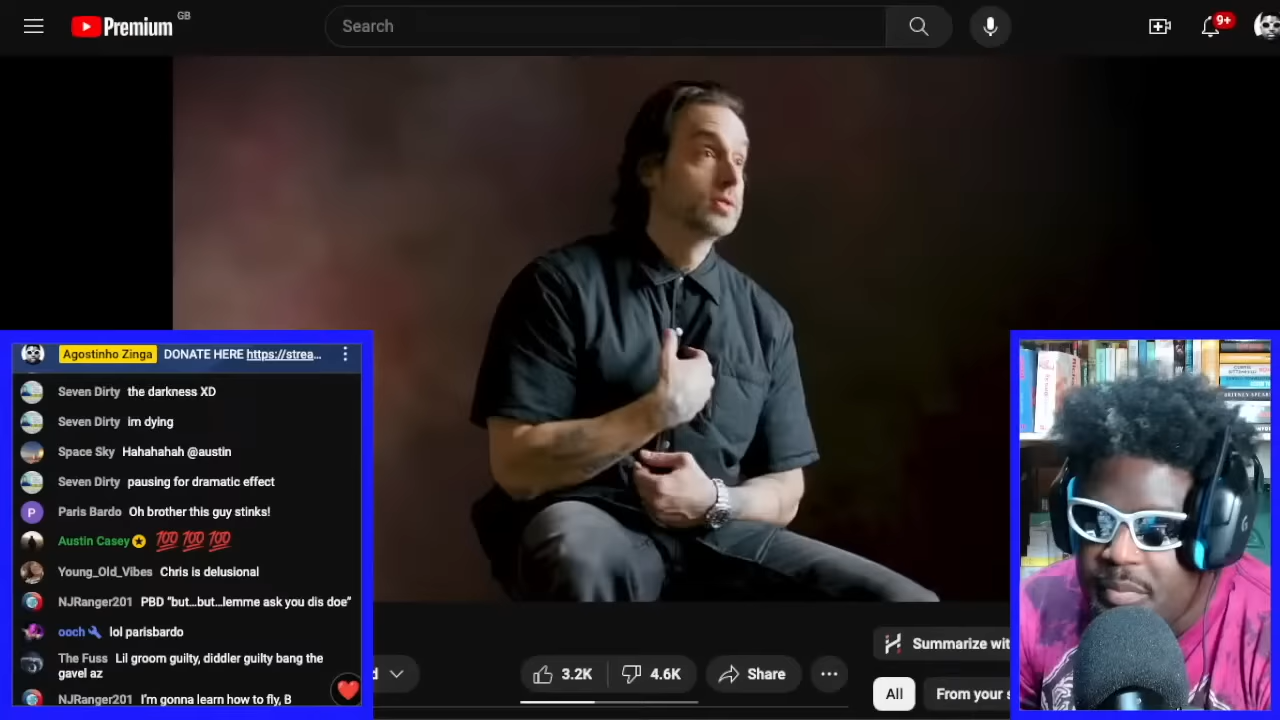 Premium GB
Search
9+
Agostinho Zinga DONATE HERE https://strea...
Seven Dirty the darkness XD
Seven Dirty im dying
Space Sky Hahahahah @austin
Seven Dirty pausing for dramatic effect
P Paris Bardo Oh brother this guy stinks!
Austin Casey 💯 💯 💯
Young_Old_Vibes Chris is delusional
NJRanger201 PBD "but...but...lemme ask you dis doe"
ooch lol parisbardo
The Fuss Lil groom guilty, diddler guilty bang the
gavel az
NJRanger201 I'm gonna learn how to fly, B
d
3.2K
4.6K
Share
Summarize wit
All
From your s
BRITNEY SPEAR
G